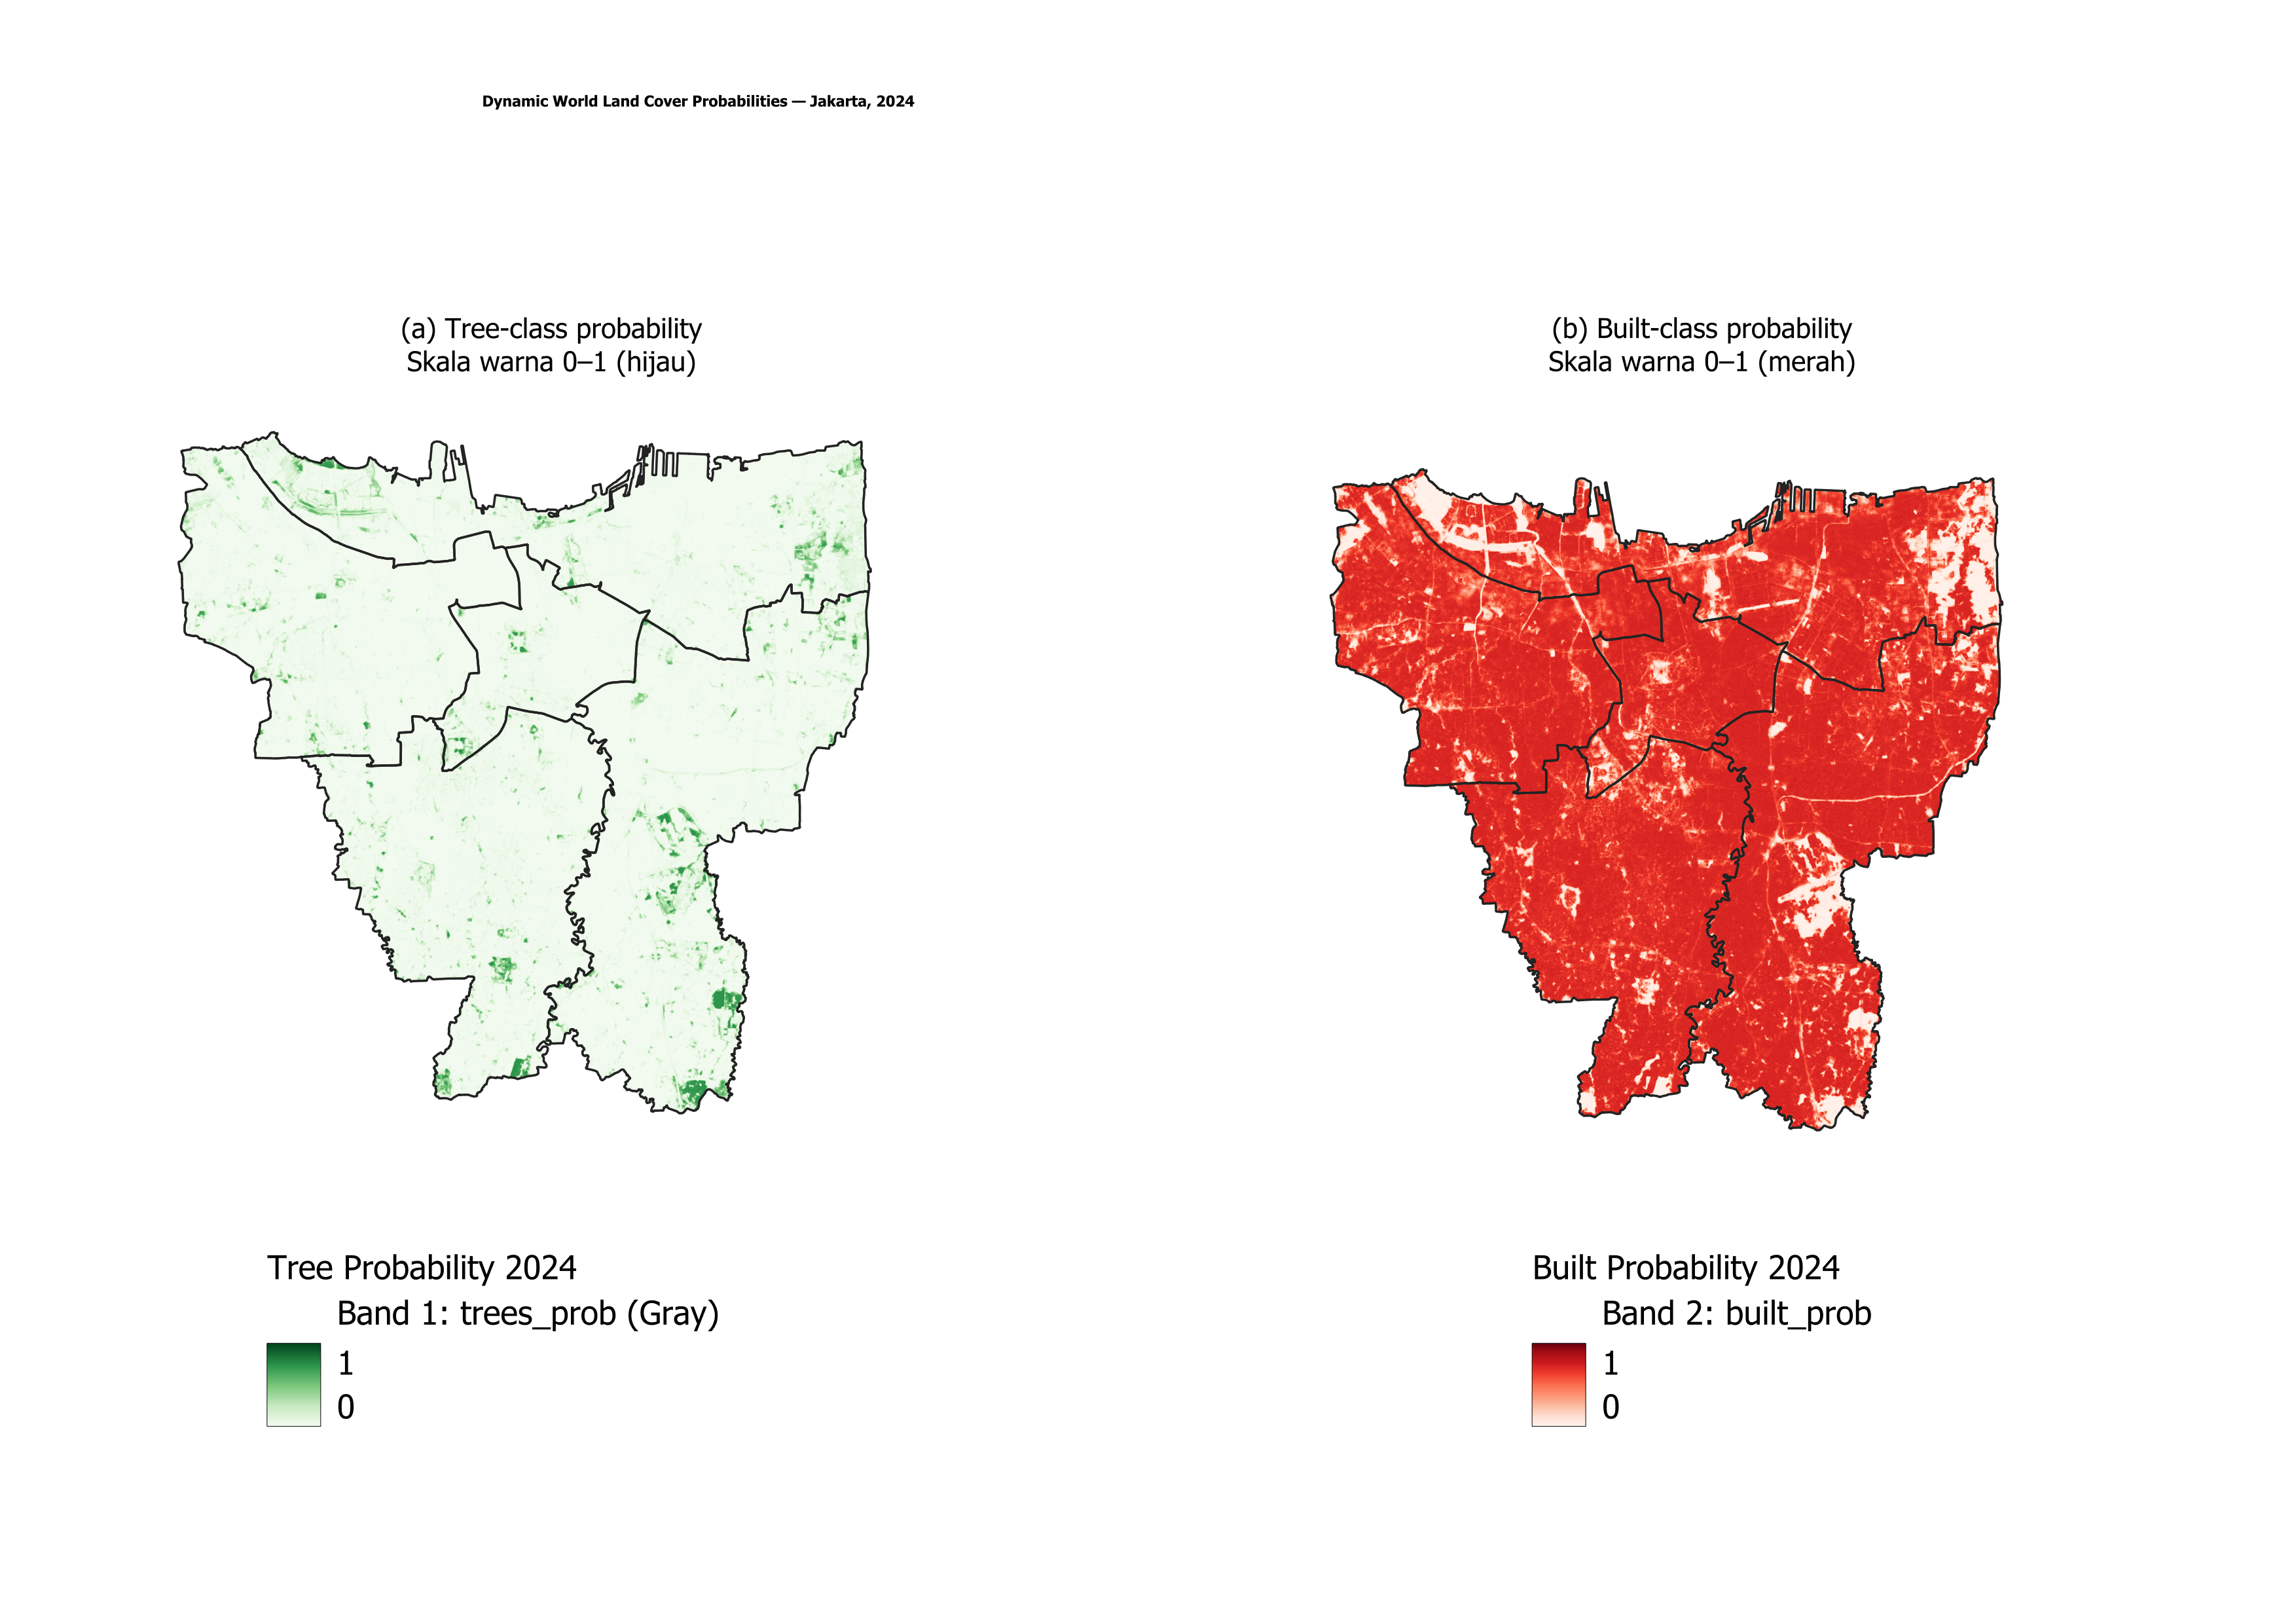 Dynamic World Land Cover Probabilities — Jakarta, 2024
(a) Tree-class probability
Skala warna 0–1 (hijau)
(b) Built-class probability
Skala warna 0–1 (merah)
Tree Probability 2024
Band 1: trees_prob (Gray)
1
0
Built Probability 2024
Band 2: built_prob
1
0